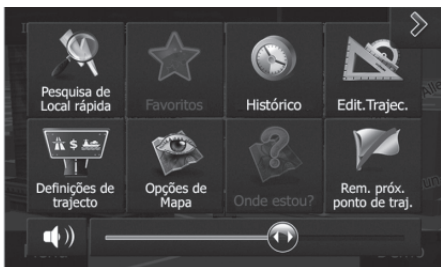 Pesquisa de
Local rápida
Favoritos
Histórico
Edit.Trajec.
$
Definições de
trajecto
Opções de
Mapa
Onde estou?
Rem. próx.
ponto de traj.